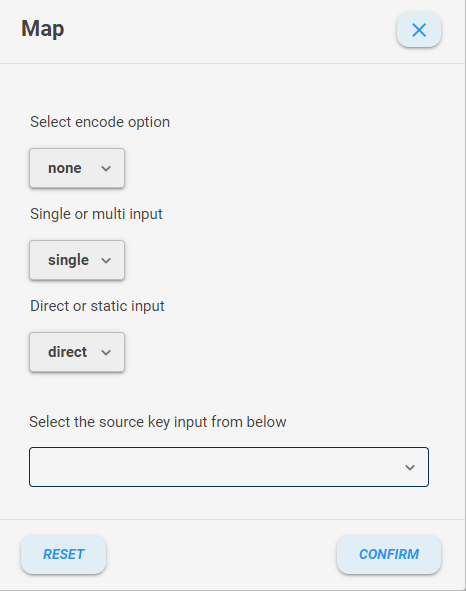 Map
Select encode option
none
Single or multi input
single
Direct or static input
direct
Select the source key input from below
RESET
CONFIRM